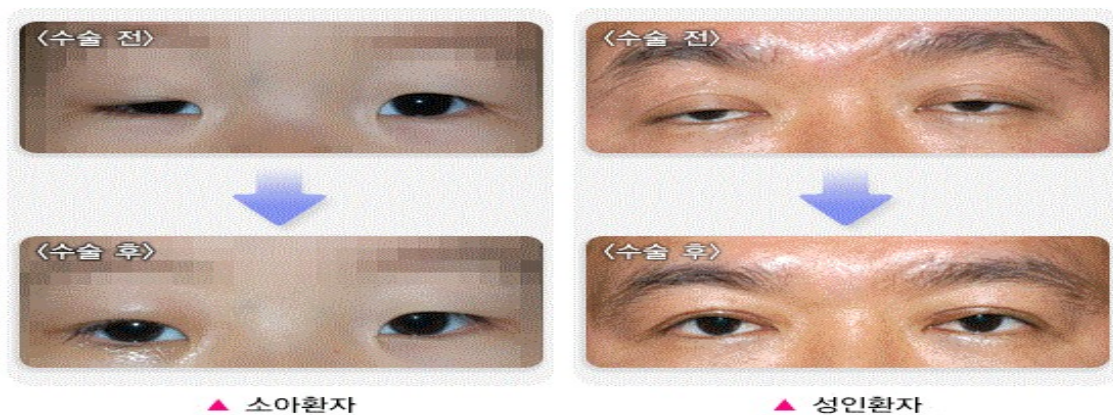 <수술 전>
<수술 전>
<수술 후>
<수술 후>
▲ 소아환자
▲ 성인환자